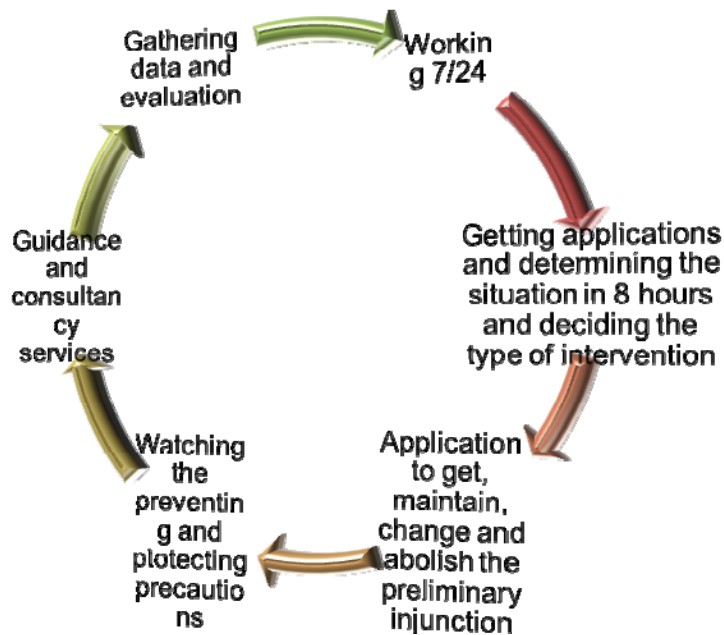 Gathering
data and
evaluation
Workin
g 7/24
Getting applications
and determining the
situation in 8 hours
and deciding the
type of intervention
Application
to get,
maintain,
change and
abolish the
preliminary
injunction
Watching
the
preventin
g and
plotecting
precautio
ns
Guidance
and
consultan
cy
services